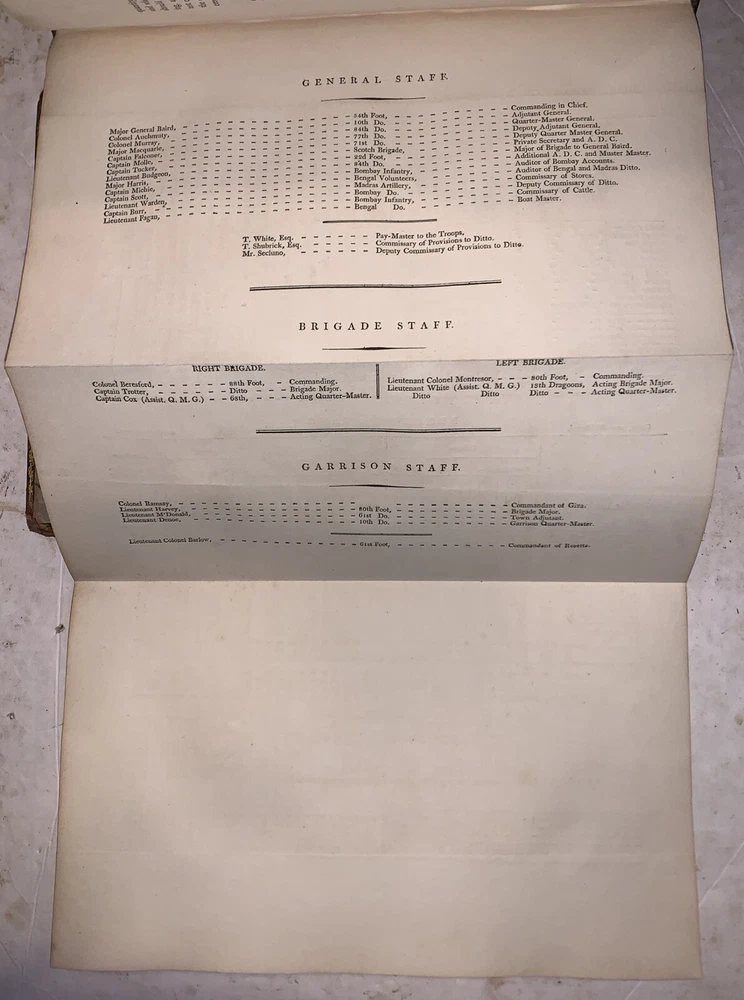 GENERAL STAFF.
Major General Baird, - - - 54th Foot, - - - Commanding in Chief.
Colonel Auchmuty, - - - 10th Do. - - - Adjutant General.
Colonel Murray, - - - 84th Do. - - - Quarter-Master General.
Major Macquarie, - - - 77th Do. - - - Deputy Adjutant General.
Captain Falconer, - - - 71st Do. - - - Deputy Quarter Master General.
Captain Molle, - - - Scotch Brigade, - - - Private Secretary and A. D. C.
Captain Tucker, - - - 22d Foot, - - - Major of Brigade to General Baird.
Lieutenant Budgeon, - - - 84th Do. - - - Additional A. D. C. and Muster Master.
Major Harris, - - - Bombay Infantry, - - - Auditor of Bombay Accounts.
Captain Michie, - - - Bengal Volunteers, - - - Auditor of Bengal and Madras Ditto.
Captain Scott, - - - Madras Artillery, - - - Commissary of Stores.
Lieutenant Warden, - - - Bombay Do. - - - Deputy Commissary of Ditto.
Captain Burr, - - - Bombay Infantry, - - - Commissary of Cattle.
Lieutenant Fagan, - - - Bengal Do. - - - Boat Master.
T. White, Esq. - - - - - - Pay-Master to the Troops.
T. Shubrick, Esq. - - - - - Commissary of Provisions to Ditto.
Mr. Seciuno, - - - - - - Deputy Commissary of Provisions to Ditto.
BRIGADE STAFF.
RIGHT BRIGADE.
Colonel Beresford, - - - - - - 88th Foot, - Commanding.
Captain Trotter, - - - - - - Ditto - - - Brigade Major.
Captain Cox (Assist. Q. M. G.) - - 68th, - - - Acting Quarter-Master.
LEFT BRIGADE.
Lieutenant Colonel Montresor, - - - 80th Foot, - Commanding.
Lieutenant White (Assist. Q. M. G.) 13th Dragoons, Acting Brigade Major.
Ditto Ditto Ditto - - - Acting Quarter-Master.
GARRISON STAFF.
Colonel Ramsay, - - - Commandant of Giza.
Lieutenant Harvey, - - - 80th Foot, - - - Brigade Major.
Lieutenant M'Donald, - - - 61st Do. - - - Town Adjutant.
Lieutenant Denoe, - - - 10th Do. - - - Garrison Quarter-Master.
Lieutenant Colonel Barlow, - - - 61st Foot, - - - Commandant of Rosetta.